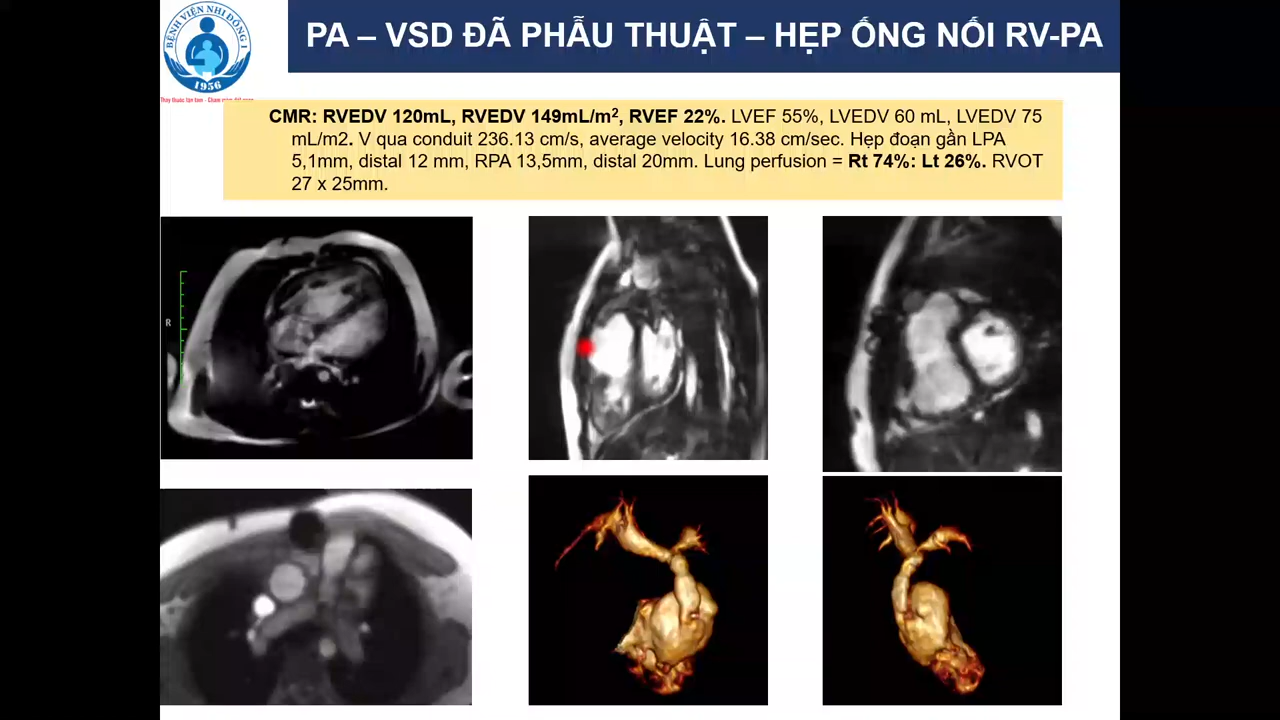 BỆNH VIỆN NHI ĐỒNG 1
1956
PA – VSD ĐÃ PHẪU THUẬT – HẸP ỐNG NỐI RV-PA
CMR: RVEDV 120mL, RVEDV 149mL/m², RVEF 22%. LVEF 55%, LVEDV 60 mL, LVEDV 75
mL/m2. V qua conduit 236.13 cm/s, average velocity 16.38 cm/sec. Hẹp đoạn gần LPA
5,1mm, distal 12 mm, RPA 13,5mm, distal 20mm. Lung perfusion = Rt 74%: Lt 26%. RVOT
27 x 25mm.
R